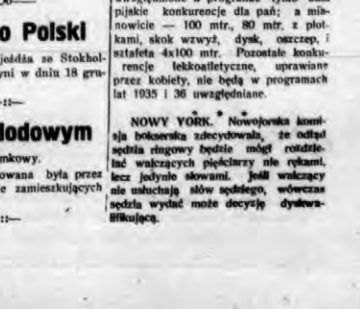 o Polski
jeżdża ze Stokhol-
yni w dniu 18 gru-
—::—
lodowym
mkowy.
owana była przez
e zamieszkujących
—::—
pijskie konkurencje dla pań; a mia-
nowicie — 100 mtr., 80 mtr. z płot-
kami, skok wzwyż, dysk, oszczep, i
sztafeta 4x100 mtr. Pozostałe konku-
rencje lekkoatletyczne, uprawiane
przez kobiety, nie będą w programach
lat 1935 i 36 uwzględniane.
NOWY YORK. Nowojorska komi-
sja bokserska zdecydowała, że odtąd
sędzia ringowy będzie mógł rozdzie-
lać walczących pięściarzy nie rękami,
lecz jedynie słowami. Jeśli walczący
nie usłuchają słów sędziego, wówczas
sędzia wydać może decyzję dyskwa-
lifikującą.